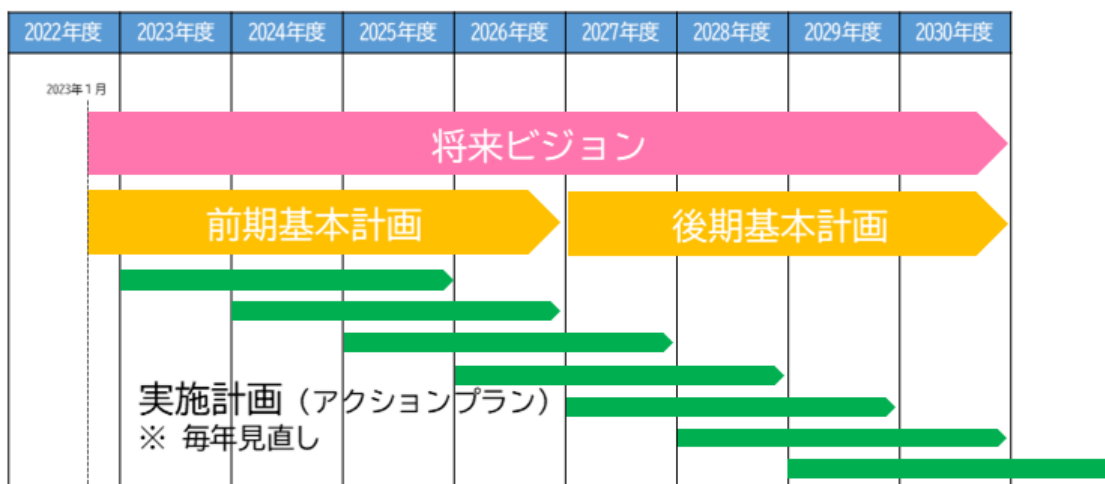 2022年度 2023年度 2024年度 2025年度 2026年度 2027年度 2028年度 2029年度 2030年度
2023年1月
将来ビジョン
前期基本計画 後期基本計画
実施計画（アクションプラン）
※ 毎年見直し